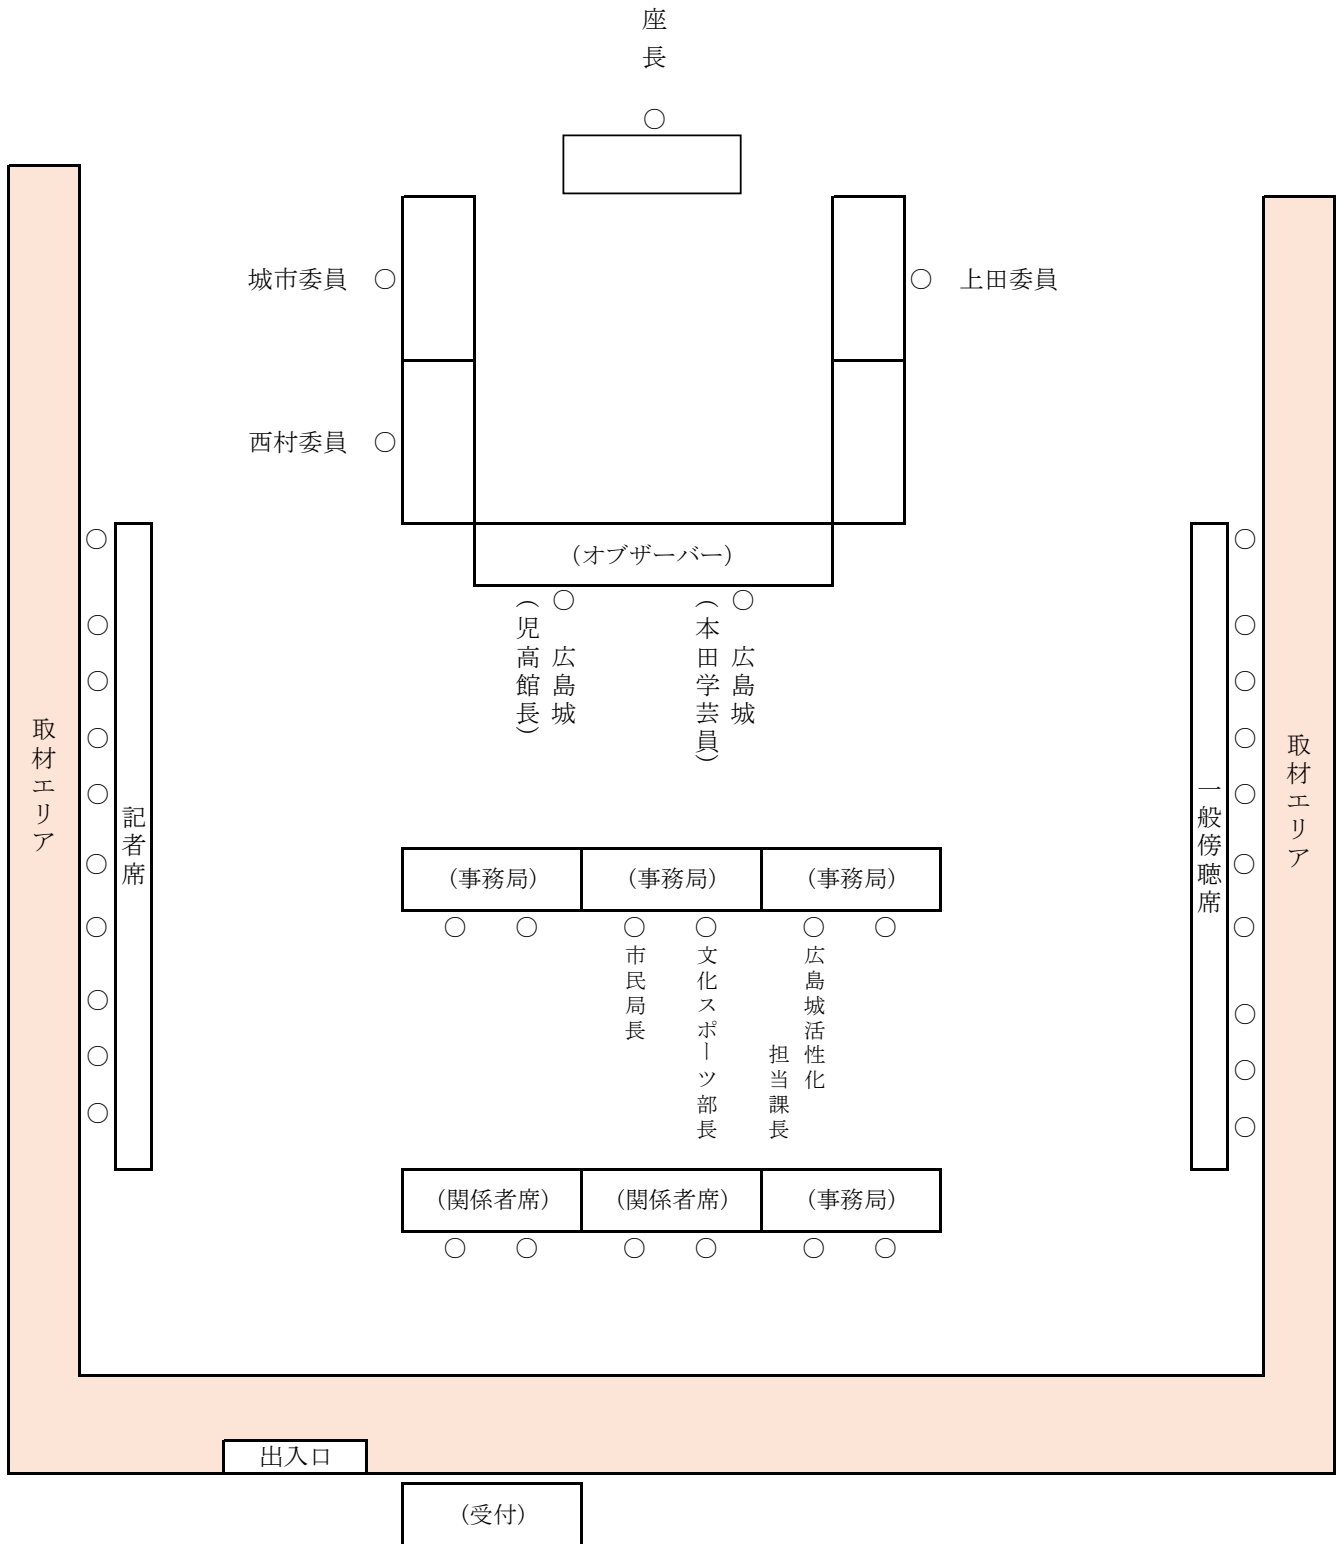 座長
○
城市委員 ○
○ 上田委員
西村委員 ○
(オブザーバー)
○ 広島城
(児高館長)
○ 広島城
(本田学芸員)
取材エリア
記者席
一般傍聴席
取材エリア
(事務局)
(事務局)
(事務局)
市民局長
文化スポーツ部長
広島城活性化
担当課長
(関係者席)
(関係者席)
(事務局)
出入口
(受付)